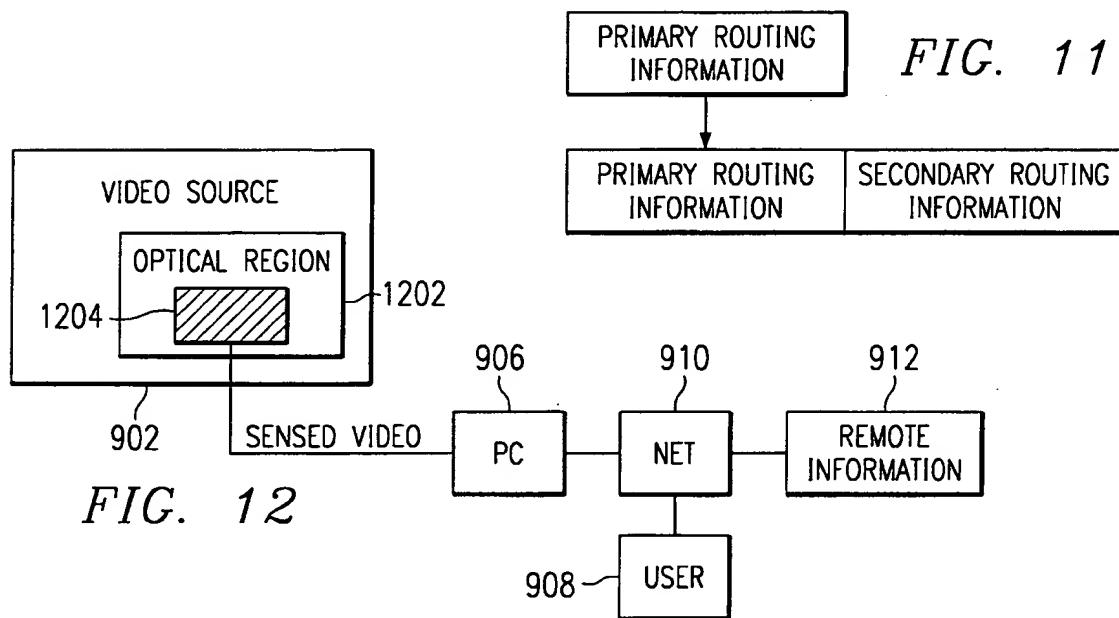 PRIMARY ROUTING
INFORMATION
FIG. 11
PRIMARY ROUTING
INFORMATION
SECONDARY ROUTING
INFORMATION
VIDEO SOURCE
OPTICAL REGION
1204
1202
902
SENSED VIDEO
906
PC
910
NET
912
REMOTE
INFORMATION
908
USER
FIG. 12